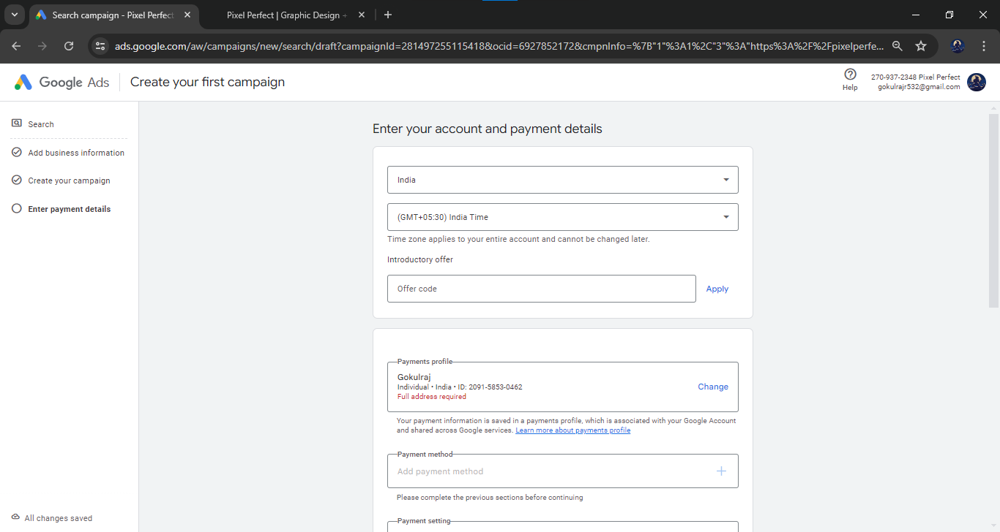 Search campaign - Pixel Perfect
Pixel Perfect | Graphic Design +
ads.google.com/aw/campaigns/new/search/draft?campaignId=281497255115418&ocid=6927852172&cmpnInfo=%7B"1"%3A1%2C"3"%3A"https%3A%2F%2Fpixelperfe...
Google Ads
Create your first campaign
Help
270-937-2348 Pixel Perfect
gokulrajr532@gmail.com
Search
Add business information
Create your campaign
Enter payment details
All changes saved
Enter your account and payment details
India
(GMT+05:30) India Time
Time zone applies to your entire account and cannot be changed later.
Introductory offer
Offer code
Apply
Payments profile
Gokulraj
Individual • India • ID: 2091-5853-0462
Full address required
Change
Your payment information is saved in a payments profile, which is associated with your Google Account
and shared across Google services. Learn more about payments profile
Payment method
Add payment method
Please complete the previous sections before continuing
Payment setting